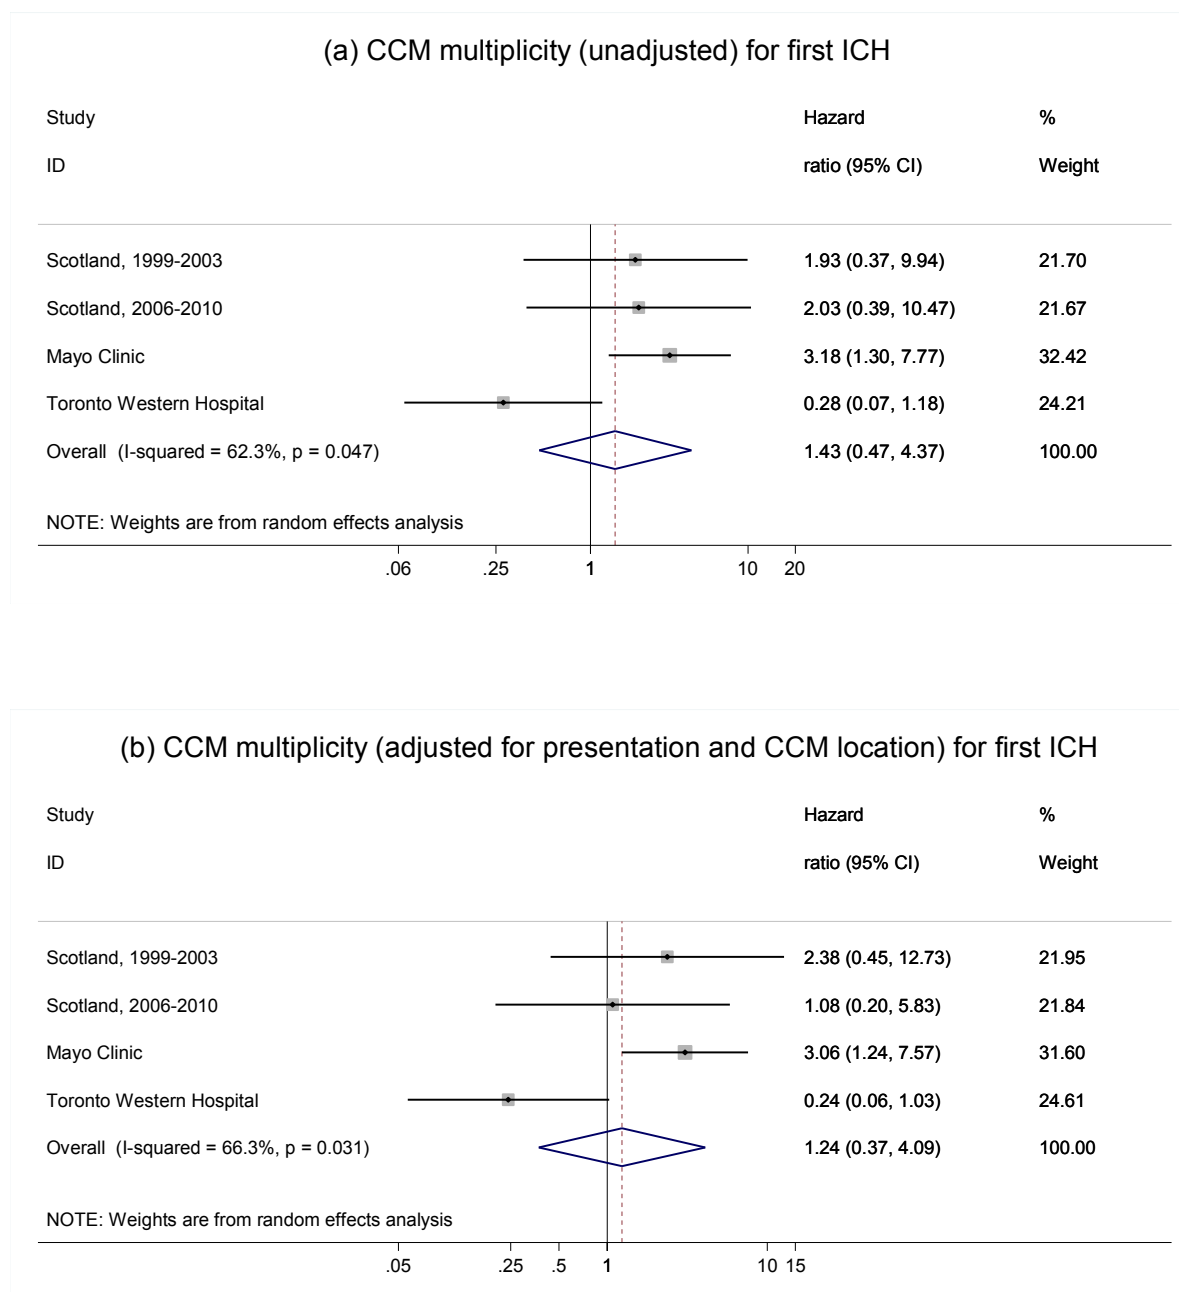 (a) CCM multiplicity (unadjusted) for first ICH
Study Hazard %
ID ratio (95% CI) Weight
Scotland, 1999-2003 1.93 (0.37, 9.94) 21.70
Scotland, 2006-2010 2.03 (0.39, 10.47) 21.67
Mayo Clinic 3.18 (1.30, 7.77) 32.42
Toronto Western Hospital 0.28 (0.07, 1.18) 24.21
Overall (I-squared = 62.3%, p = 0.047) 1.43 (0.47, 4.37) 100.00
NOTE: Weights are from random effects analysis
.06 .25 1 10 20
(b) CCM multiplicity (adjusted for presentation and CCM location) for first ICH
Study Hazard %
ID ratio (95% CI) Weight
Scotland, 1999-2003 2.38 (0.45, 12.73) 21.95
Scotland, 2006-2010 1.08 (0.20, 5.83) 21.84
Mayo Clinic 3.06 (1.24, 7.57) 31.60
Toronto Western Hospital 0.24 (0.06, 1.03) 24.61
Overall (I-squared = 66.3%, p = 0.031) 1.24 (0.37, 4.09) 100.00
NOTE: Weights are from random effects analysis
.05 .25 .5 1 10 15